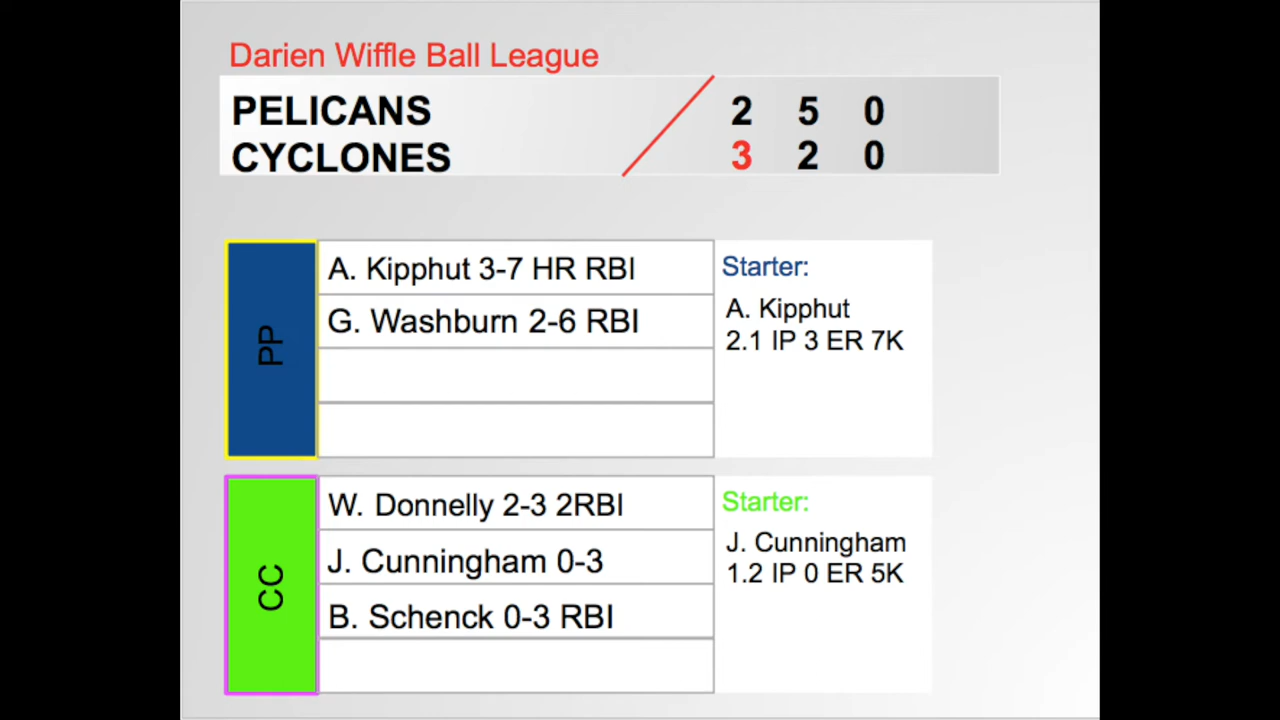 Darien Wiffle Ball League
PELICANS 2 5 0
CYCLONES 3 2 0
PP
A. Kipphut 3-7 HR RBI
G. Washburn 2-6 RBI
Starter:
A. Kipphut
2.1 IP 3 ER 7K
CC
W. Donnelly 2-3 2RBI
J. Cunningham 0-3
B. Schenck 0-3 RBI
Starter:
J. Cunningham
1.2 IP 0 ER 5K